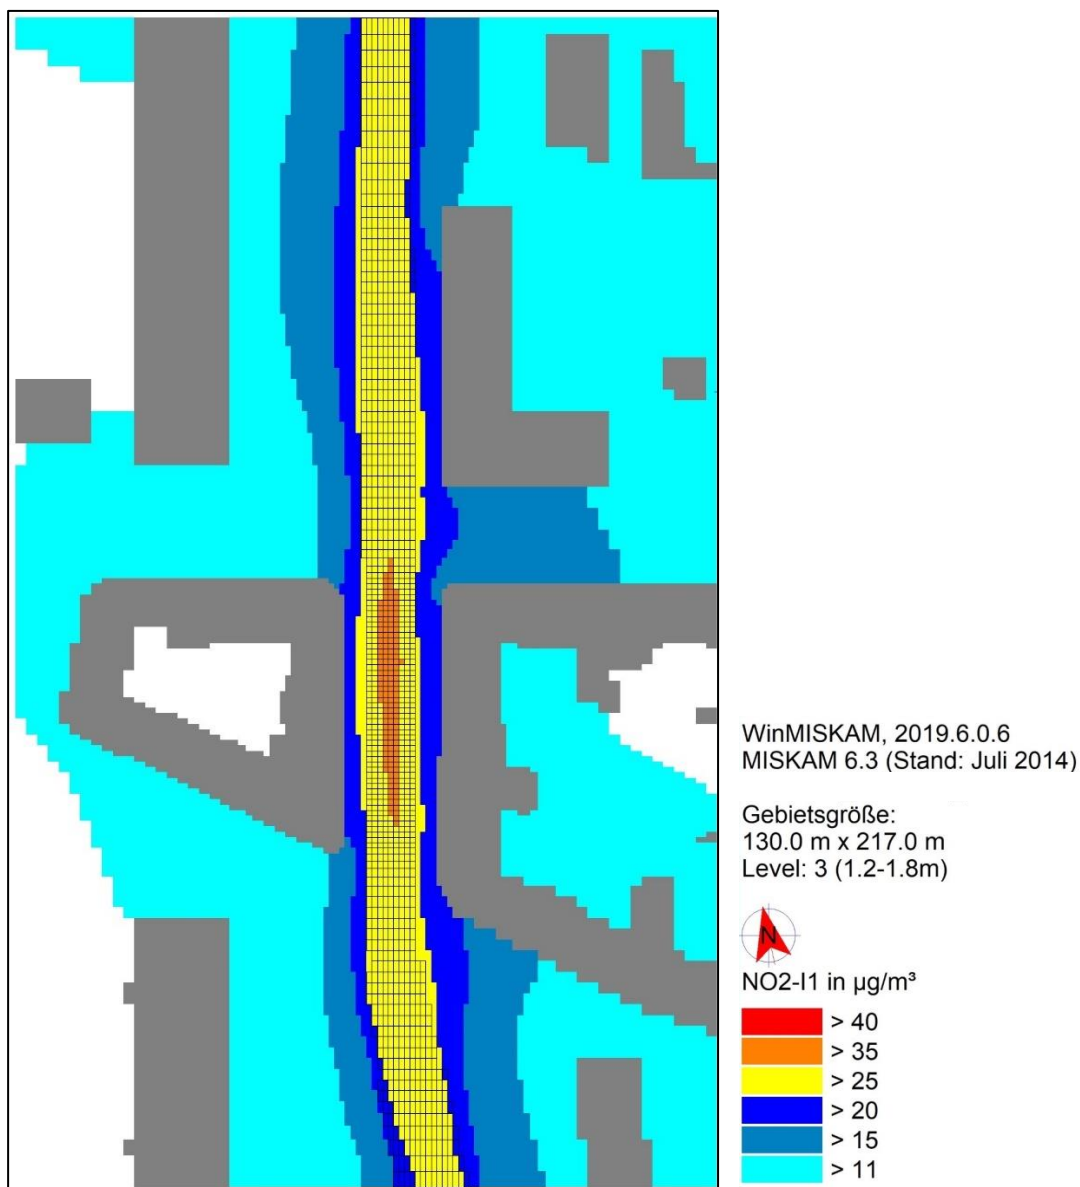 WinMISKAM, 2019.6.0.6
MISKAM 6.3 (Stand: Juli 2014)
Gebietsgröße:
130.0 m x 217.0 m
Level: 3 (1.2-1.8m)
N
NO2-I1 in µg/m³
> 40
> 35
> 25
> 20
> 15
> 11